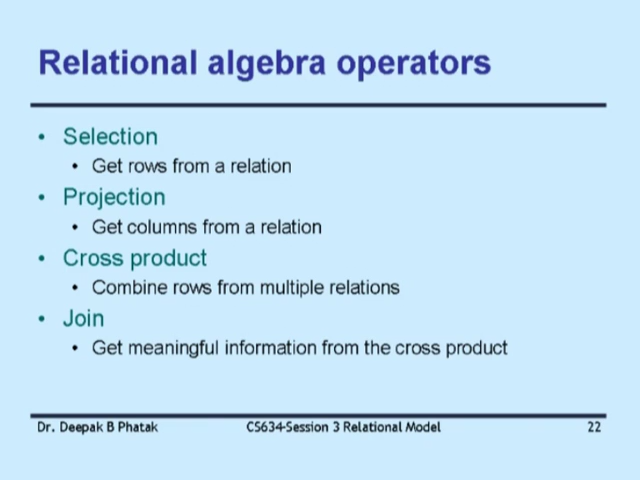 Relational algebra operators
• Selection
• Get rows from a relation
• Projection
• Get columns from a relation
• Cross product
• Combine rows from multiple relations
• Join
• Get meaningful information from the cross product
Dr. Deepak B Phatak CS634-Session 3 Relational Model 22